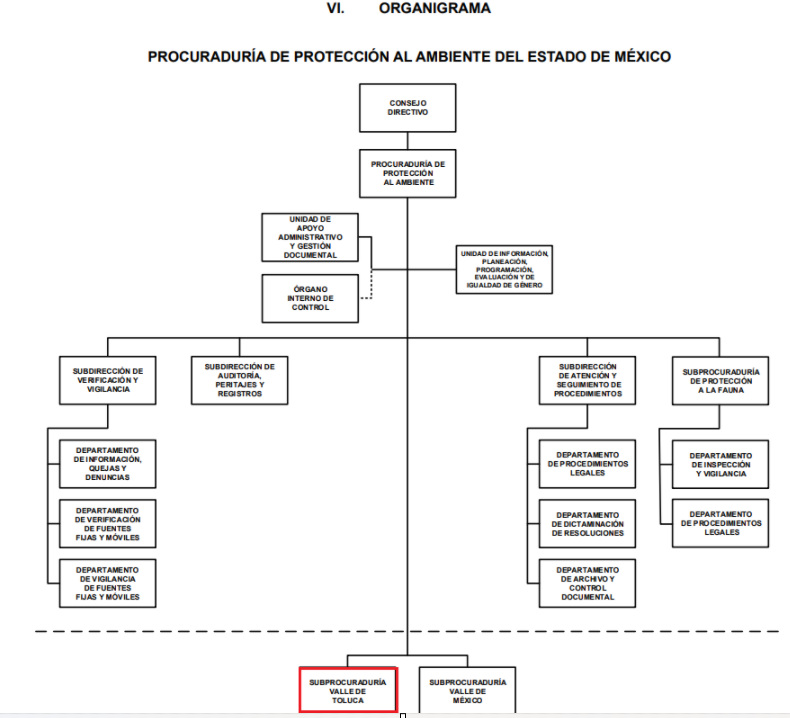 VI. ORGANIGRAMA
PROCURADURÍA DE PROTECCIÓN AL AMBIENTE DEL ESTADO DE MÉXICO
CONSEJO
DIRECTIVO
PROCURADURÍA DE
PROTECCIÓN
AL AMBIENTE
UNIDAD DE
APOYO
ADMINISTRATIVO
Y GESTIÓN
DOCUMENTAL
UNIDAD DE INFORMACIÓN,
PLANEACIÓN,
PROGRAMACIÓN,
EVALUACIÓN Y DE
IGUALDAD DE GÉNERO
ÓRGANO
INTERNO DE
CONTROL
SUBDIRECCIÓN DE
VERIFICACIÓN Y
VIGILANCIA
SUBDIRECCIÓN DE
AUDITORÍA,
PERITAJES Y
REGISTROS
SUBDIRECCIÓN
DE ATENCIÓN Y
SEGUIMIENTO DE
PROCEDIMIENTOS
SUBPROCURADURÍA
DE PROTECCIÓN
A LA FAUNA
DEPARTAMENTO
DE INFORMACIÓN,
QUEJAS Y
DENUNCIAS
DEPARTAMENTO
DE PROCEDIMIENTOS
LEGALES
DEPARTAMENTO
DE INSPECCIÓN
Y VIGILANCIA
DEPARTAMENTO
DE VERIFICACIÓN
DE FUENTES
FIJAS Y MÓVILES
DEPARTAMENTO
DE DICTAMINACIÓN
DE RESOLUCIONES
DEPARTAMENTO
DE PROCEDIMIENTOS
LEGALES
DEPARTAMENTO
DE VIGILANCIA
DE FUENTES
FIJAS Y MÓVILES
DEPARTAMENTO
DE ARCHIVO Y
CONTROL
DOCUMENTAL
SUBPROCURADURÍA
VALLE DE
TOLUCA
SUBPROCURADURÍA
VALLE DE
MÉXICO